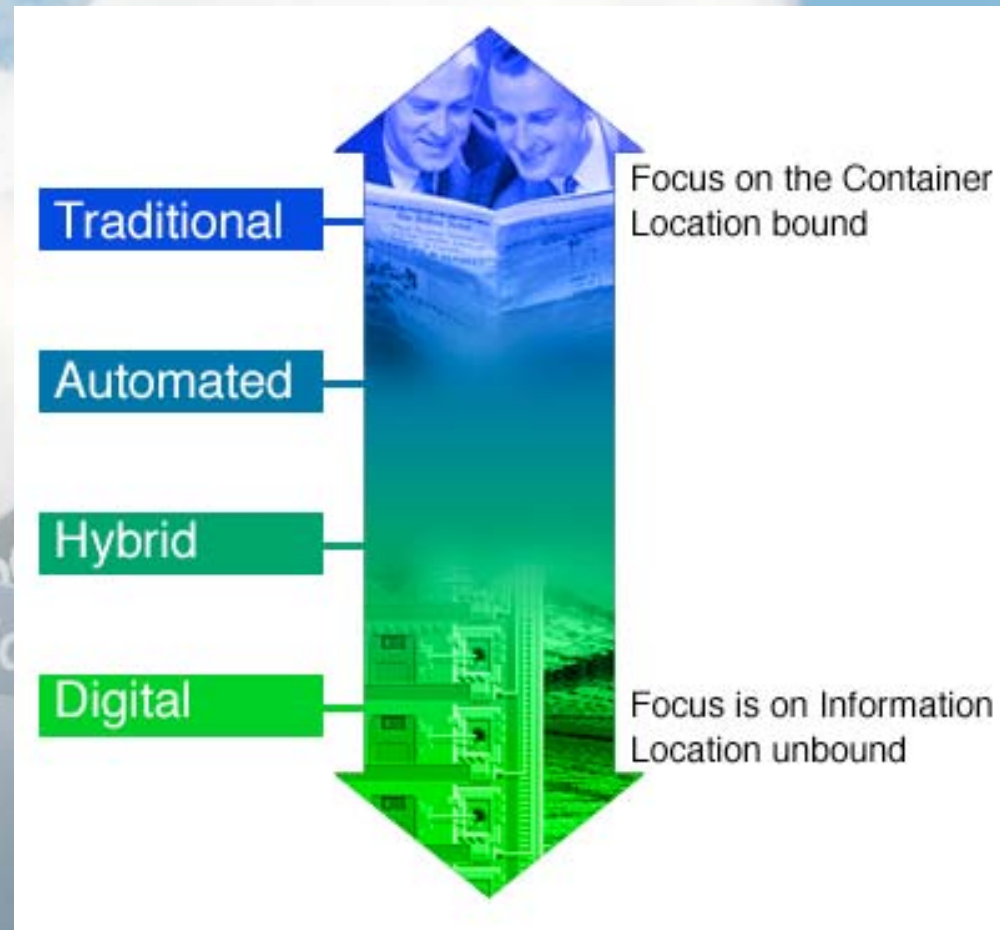 Traditional
Focus on the Container
Location bound
Automated
Hybrid
Digital
Focus is on Information
Location unbound